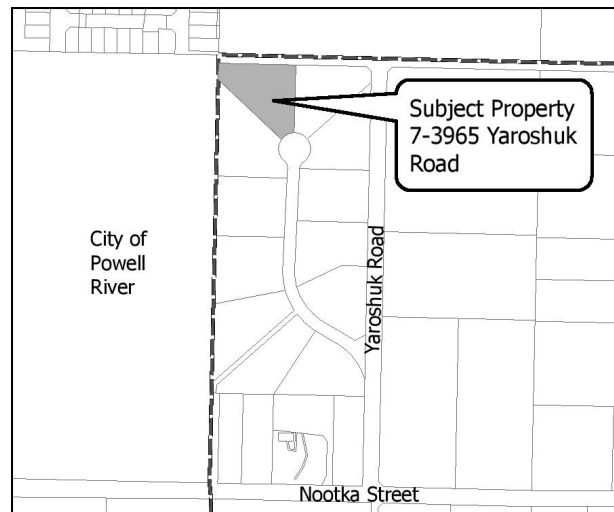 Subject Property
7-3965 Yaroshuk
Road
City of
Powell
River
Yaroshuk Road
Nootka Street